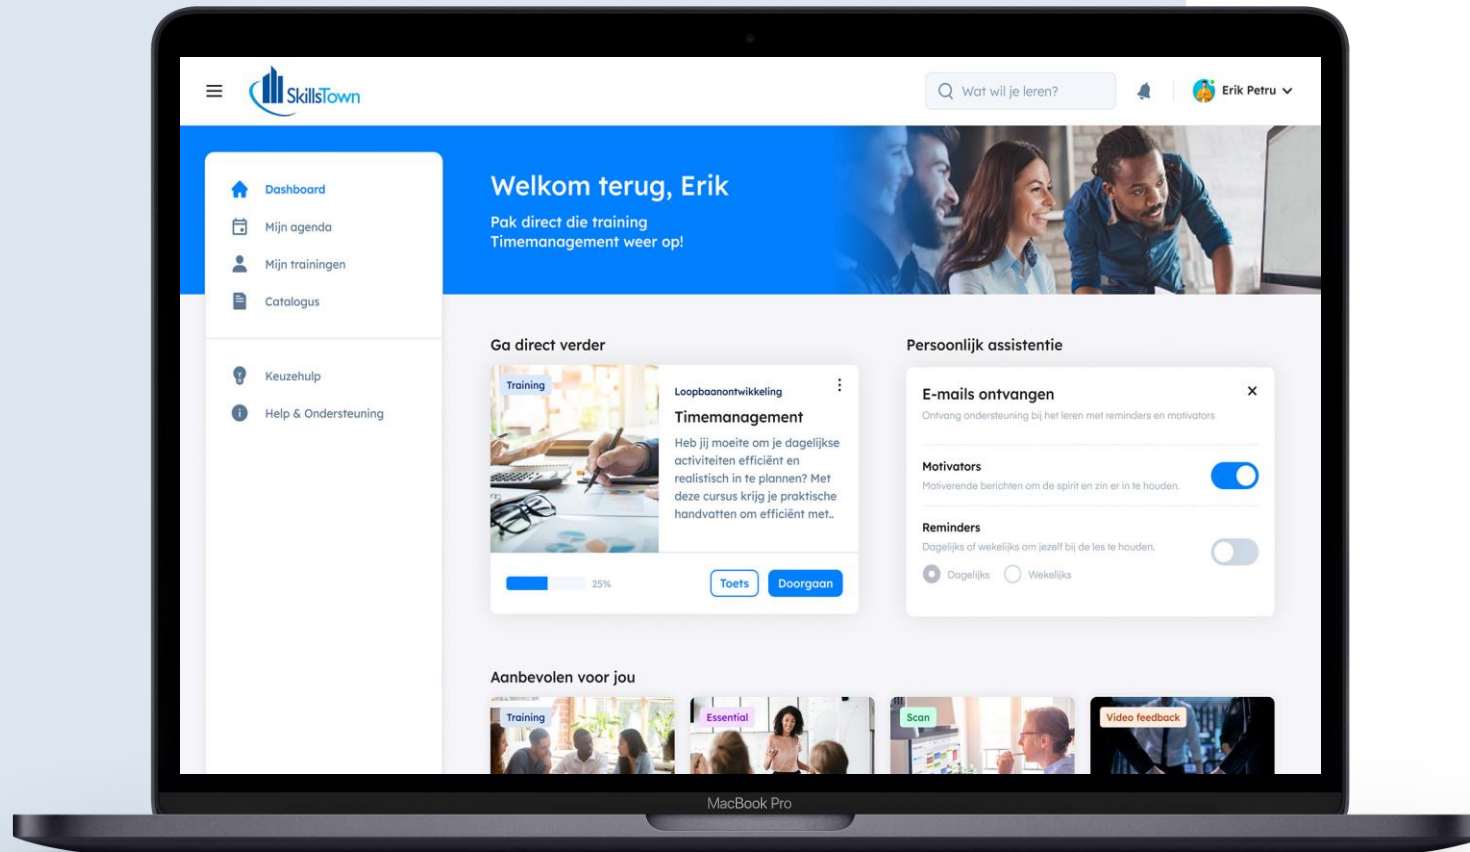 SkillsTown
Wat wil je leren?
Erik Petru
Dashboard
Mijn agenda
Mijn trainingen
Catalogus
Keuzehulp
Help & Ondersteuning
Welkom terug, Erik
Pak direct die training
Timemanagement weer op!
Ga direct verder
Training
Loopbaanontwikkeling
Timemanagement
Heb jij moeite om je dagelijkse
activiteiten efficiënt en
realistisch in te plannen? Met
deze cursus krijg je praktische
handvatten om efficiënt met..
25%
Toets
Doorgaan
Persoonlijk assistentie
E-mails ontvangen
Ontvang ondersteuning bij het leren met reminders en motivators
Motivators
Motiverende berichten om de spirit en zin er in te houden.
Reminders
Dagelijks of wekelijks om jezelf bij de les te houden.
Dagelijks
Wekelijks
Aanbevolen voor jou
Training
Essential
Scan
Video feedback
MacBook Pro